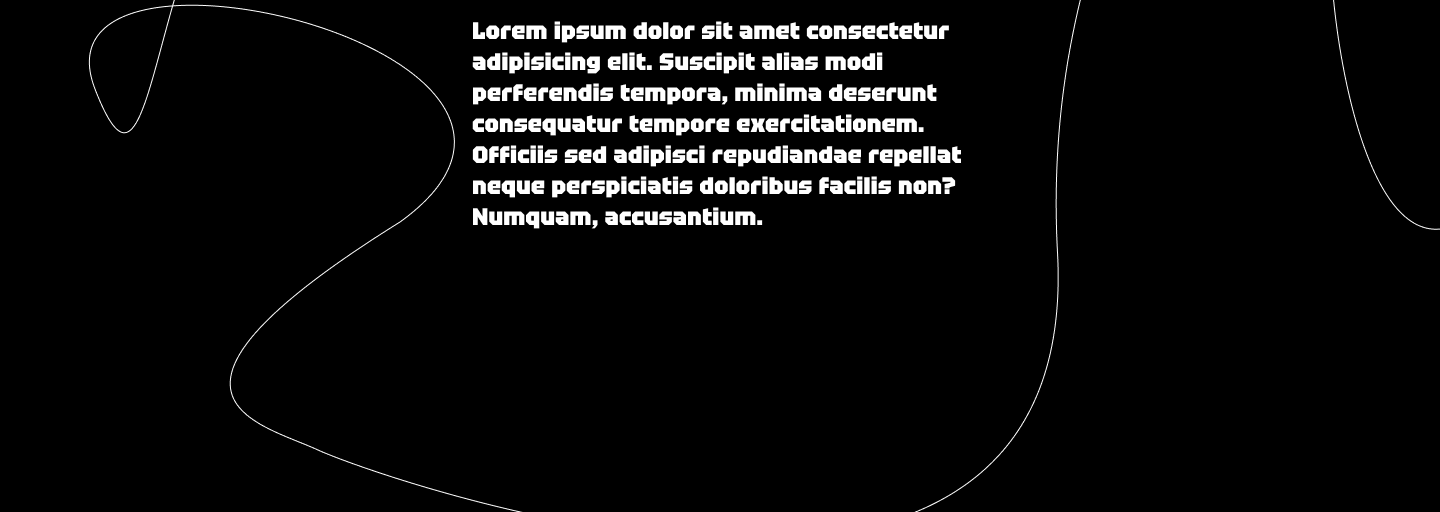 Lorem ipsum dolor sit amet consectetur
adipisicing elit. Suscipit alias modi
perferendis tempora, minima deserunt
consequatur tempore exercitationem.
Officiis sed adipisci repudiandae repellat
neque perspiciatis doloribus facilis non?
Numquam, accusantium.